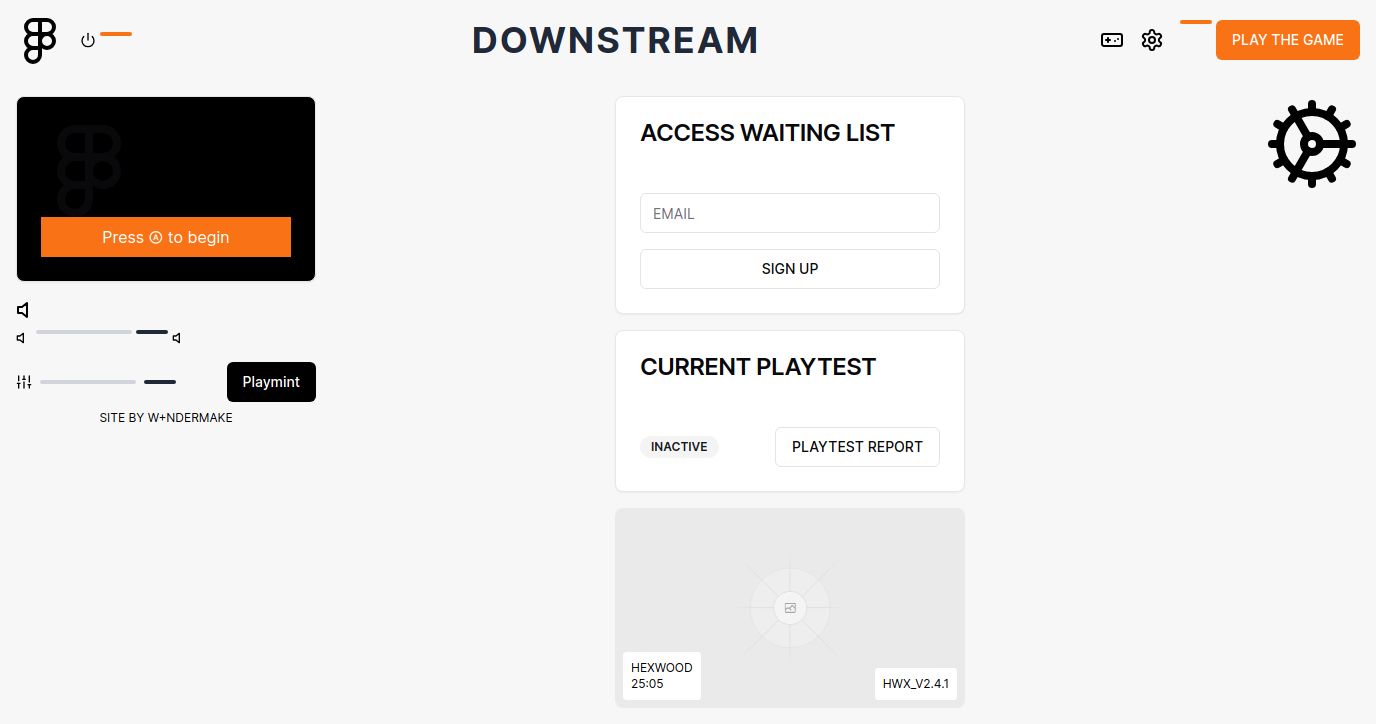 DOWNSTREAM
PLAY THE GAME
Press Ⓐ to begin
Playmint
SITE BY W+NDERMAKE
ACCESS WAITING LIST
EMAIL
SIGN UP
CURRENT PLAYTEST
INACTIVE
PLAYTEST REPORT
HEXWOOD
25:05
HWX_V2.4.1